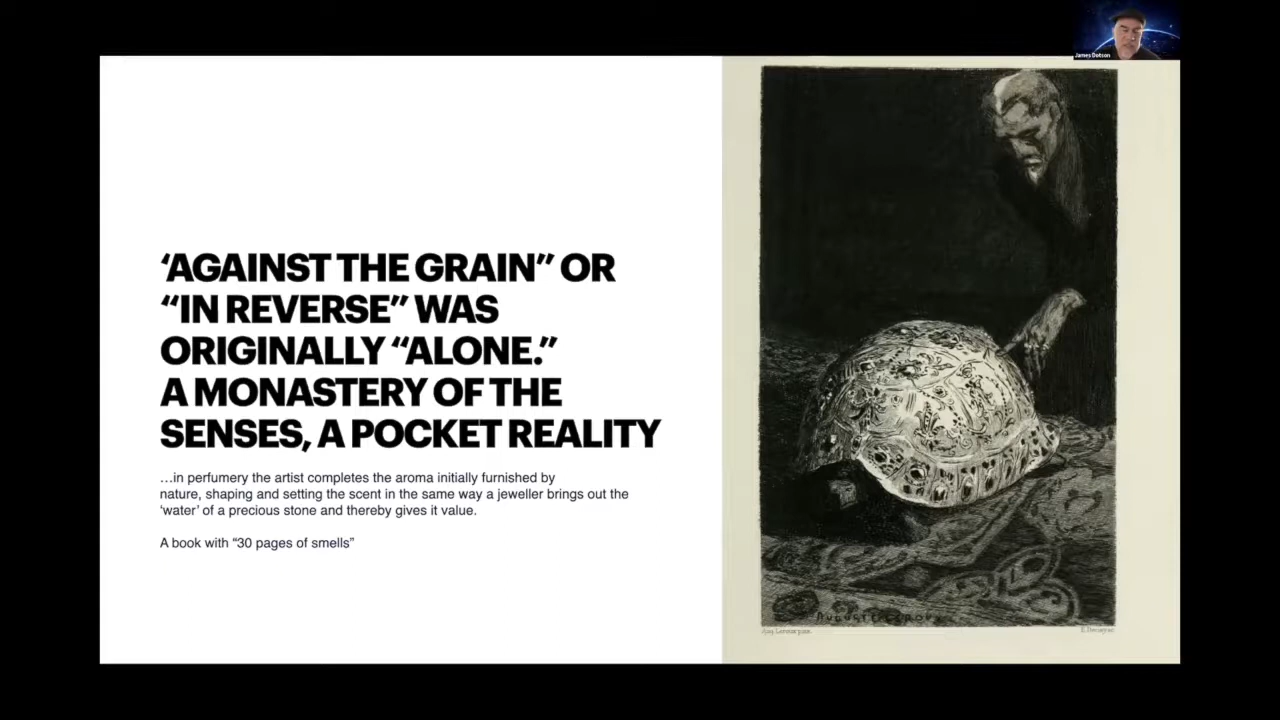 James Dotson
‘AGAINST THE GRAIN” OR
“IN REVERSE” WAS
ORIGINALLY “ALONE.”
A MONASTERY OF THE
SENSES, A POCKET REALITY
…in perfumery the artist completes the aroma initially furnished by
nature, shaping and setting the scent in the same way a jeweller brings out the
‘water’ of a precious stone and thereby gives it value.
A book with “30 pages of smells”
AUGUSTE LEROUX